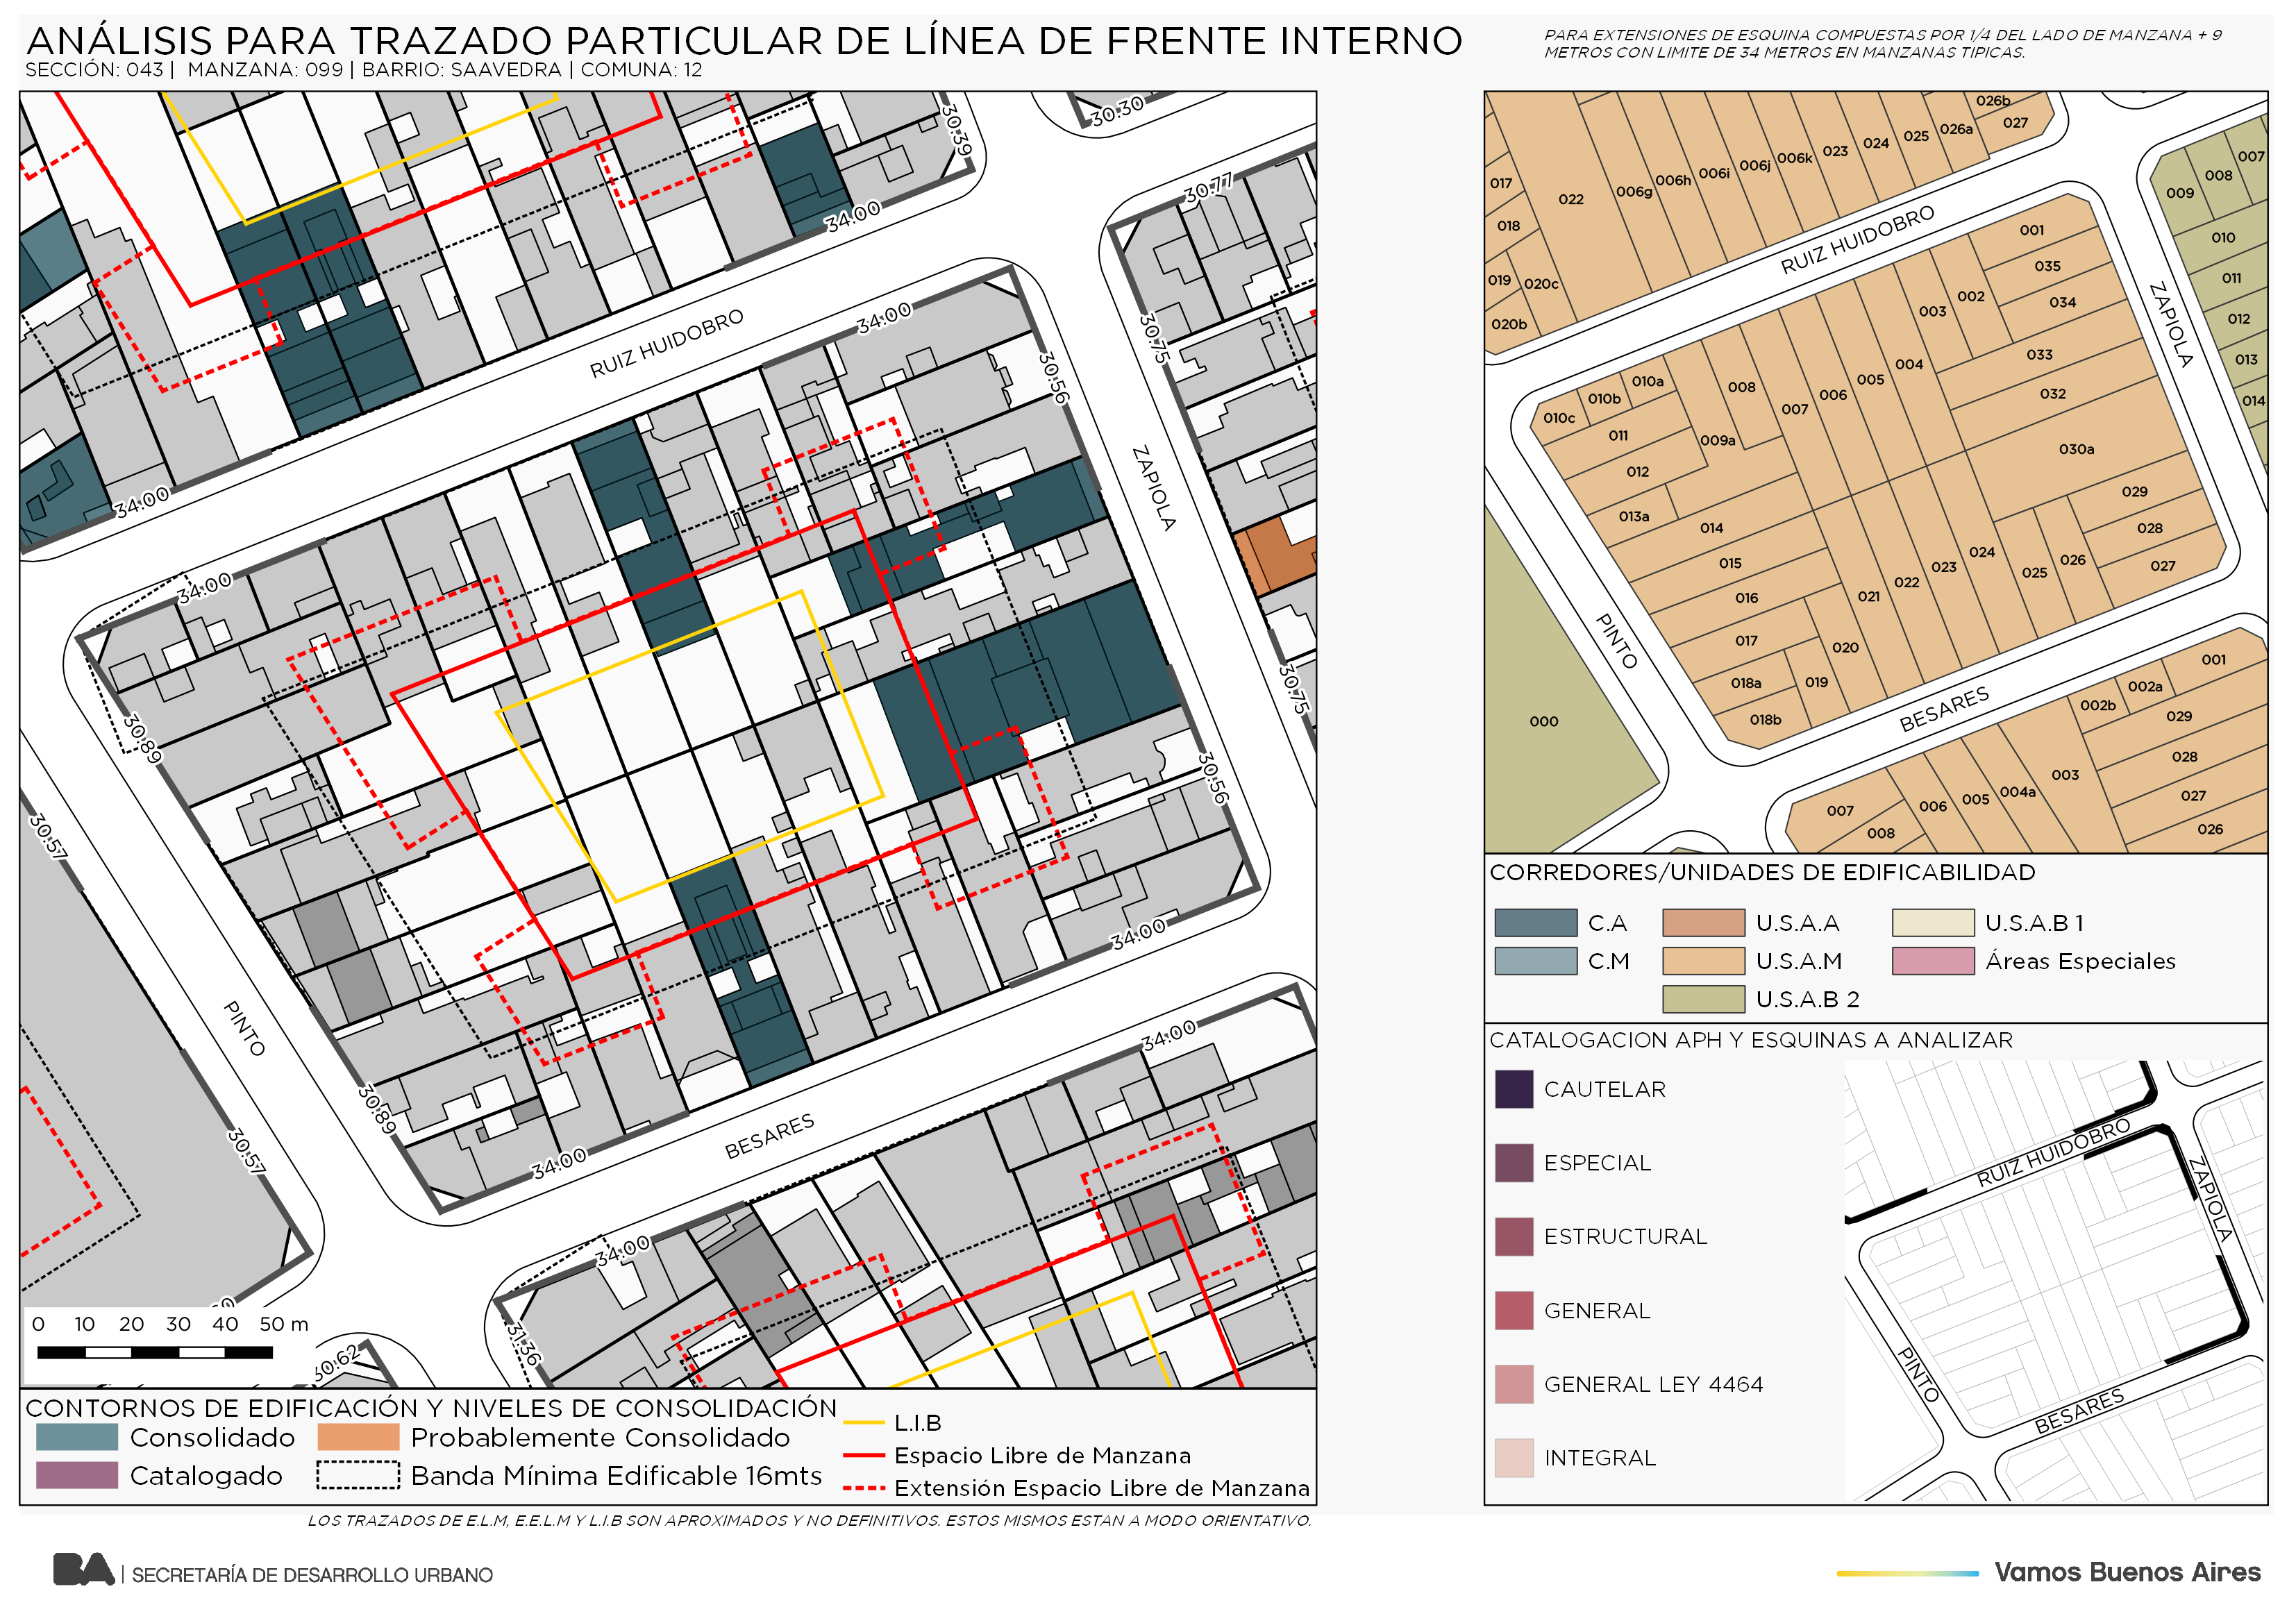 ANÁLISIS PARA TRAZADO PARTICULAR DE LÍNEA DE FRENTE INTERNO
SECCIÓN: 043 | MANZANA: 099 | BARRIO: SAAVEDRA | COMUNA: 12
PARA EXTENSIONES DE ESQUINA COMPUESTAS POR 1/4 DEL LADO DE MANZANA + 9
METROS CON LIMITE DE 34 METROS EN MANZANAS TIPICAS.
30.39
30.30
34.00
30.77
34.00
30.75
RUIZ HUIDOBRO
30.56
ZAPIOLA
34.00
34.00
30.89
30.75
30.56
30.57
34.00
PINTO
30.89
34.00
BESARES
30.57
34.00
34.00
31.36
30.62
0 10 20 30 40 50 m
CONTORNOS DE EDIFICACIÓN Y NIVELES DE CONSOLIDACIÓN
Consolidado
Probablemente Consolidado
Catalogado
Banda Mínima Edificable 16mts
L.I.B
Espacio Libre de Manzana
Extensión Espacio Libre de Manzana
LOS TRAZADOS DE E.L.M, E.E.L.M Y L.I.B SON APROXIMADOS Y NO DEFINITIVOS. ESTOS MISMOS ESTAN A MODO ORIENTATIVO.
026b
027
026a
025
024
023
006k
006j
006i
006h
006g
022
017
018
019
020c
020b
007
008
009
010
011
012
013
014
RUIZ HUIDOBRO
ZAPIOLA
001
035
034
033
032
030a
029
028
027
002
003
004
005
006
007
008
009a
010a
010b
010c
011
012
013a
014
015
016
017
018a
018b
019
020
021
022
023
024
025
026
PINTO
000
BESARES
001
002a
002b
029
028
027
026
003
004a
005
006
007
008
CORREDORES/UNIDADES DE EDIFICABILIDAD
C.A
U.S.A.A
U.S.A.B 1
C.M
U.S.A.M
Áreas Especiales
U.S.A.B 2
CATALOGACION APH Y ESQUINAS A ANALIZAR
CAUTELAR
ESPECIAL
ESTRUCTURAL
GENERAL
GENERAL LEY 4464
INTEGRAL
RUIZ HUIDOBRO
ZAPIOLA
PINTO
BESARES
BA | SECRETARÍA DE DESARROLLO URBANO
Vamos Buenos Aires